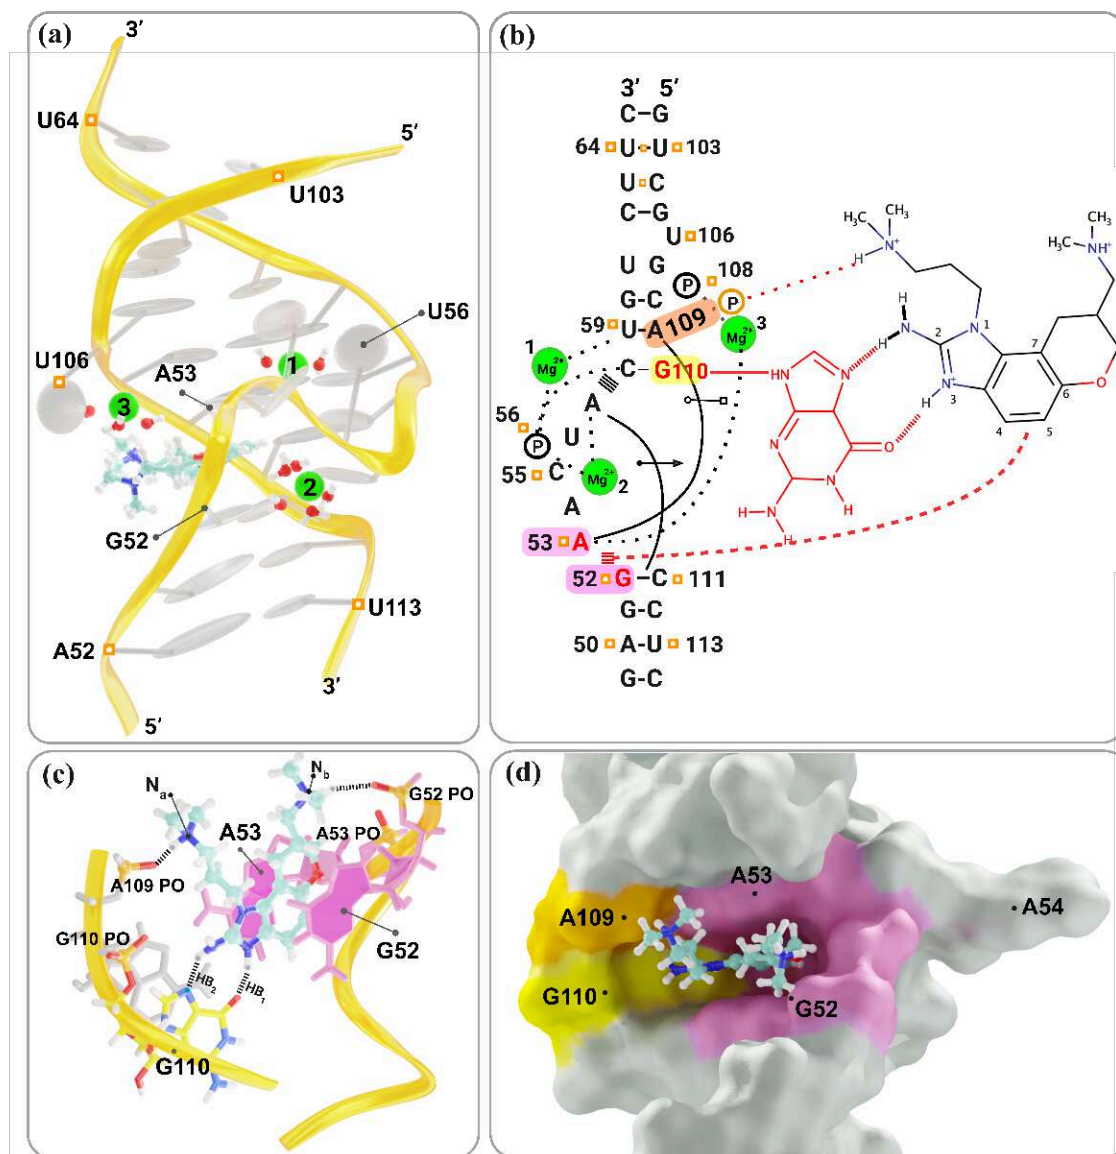 (a)
3’
U64
5’
U103
U56
1
U106
A53
3
2
G52
U113
A52
3’
5’
(b)
3’ 5’
C-G
64 U-U 103
U C
C G
U 106
U G
108
G C P P
59 U-A 109 Mg2+ 3
1 Mg2+
C-G110
A
56
P U
55 C Mg2+ 2
A
53 A
52 G-C 111
G-C
50 A-U 113
G-C
CH3
H3C
N+
H
CH3
H3C NH+
H
N
H
2
N
1
7
N+
3
H
O
6
4 5
HN
N
N
O
NH
N
H
H
(c)
Na
Nb
G52 PO
A53
A53 PO
A109 PO
G110 PO
G52
HB2
HB1
G110
(d)
A53
A109
A54
G110
G52